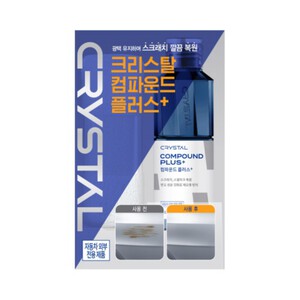 광택 유지하며 스크래치 깔끔 복원
크리스탈
컴파운드
플러스+
CRYSTAL
CRYSTAL
COMPOUND
PLUS+
컴파운드 플러스+
사용 전
사용 후
자동차 외부
전용 제품